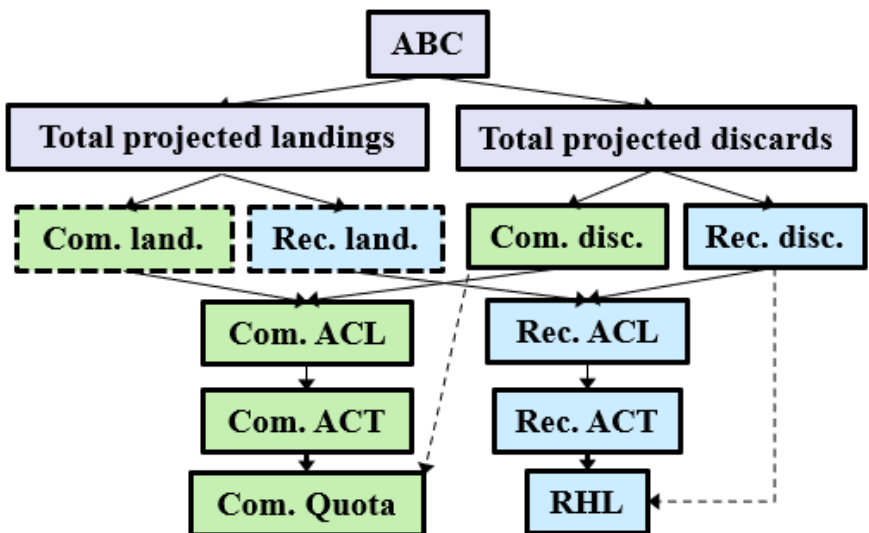 ABC
Total projected landings
Total projected discards
Com. land.
Rec. land.
Com. disc.
Rec. disc.
Com. ACL
Rec. ACL
Com. ACT
Rec. ACT
Com. Quota
RHL